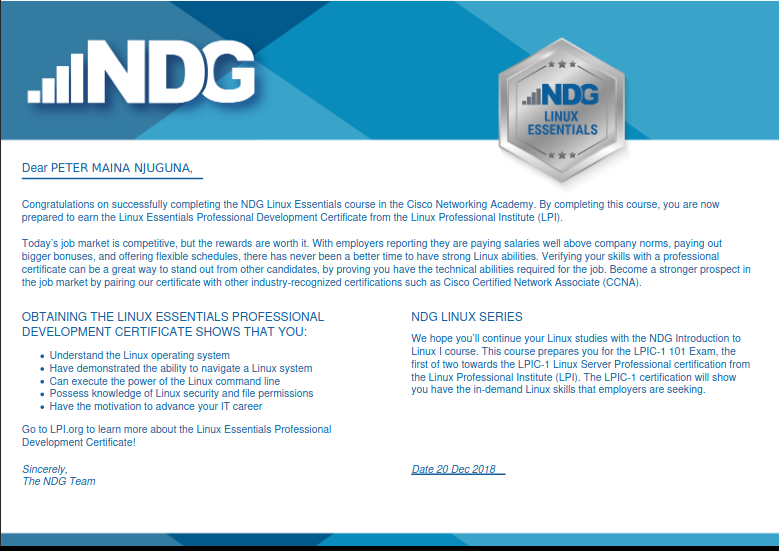 NDG
NDG
LINUX
ESSENTIALS
Dear PETER MAINA NJUGUNA,
Congratulations on successfully completing the NDG Linux Essentials course in the Cisco Networking Academy. By completing this course, you are now
prepared to earn the Linux Essentials Professional Development Certificate from the Linux Professional Institute (LPI).
Today's job market is competitive, but the rewards are worth it. With employers reporting they are paying salaries well above company norms, paying out
bigger bonuses, and offering flexible schedules, there has never been a better time to have strong Linux abilities. Verifying your skills with a professional
certificate can be a great way to stand out from other candidates, by proving you have the technical abilities required for the job. Become a stronger prospect in
the job market by pairing our certificate with other industry-recognized certifications such as Cisco Certified Network Associate (CCNA).
OBTAINING THE LINUX ESSENTIALS PROFESSIONAL
DEVELOPMENT CERTIFICATE SHOWS THAT YOU:
• Understand the Linux operating system
• Have demonstrated the ability to navigate a Linux system
• Can execute the power of the Linux command line
• Possess knowledge of Linux security and file permissions
• Have the motivation to advance your IT career
Go to LPI.org to learn more about the Linux Essentials Professional
Development Certificate!
Sincerely,
The NDG Team
NDG LINUX SERIES
We hope you'll continue your Linux studies with the NDG Introduction to
Linux I course. This course prepares you for the LPIC-1 101 Exam, the
first of two towards the LPIC-1 Linux Server Professional certification from
the Linux Professional Institute (LPI). The LPIC-1 certification will show
you have the in-demand Linux skills that employers are seeking.
Date 20 Dec 2018